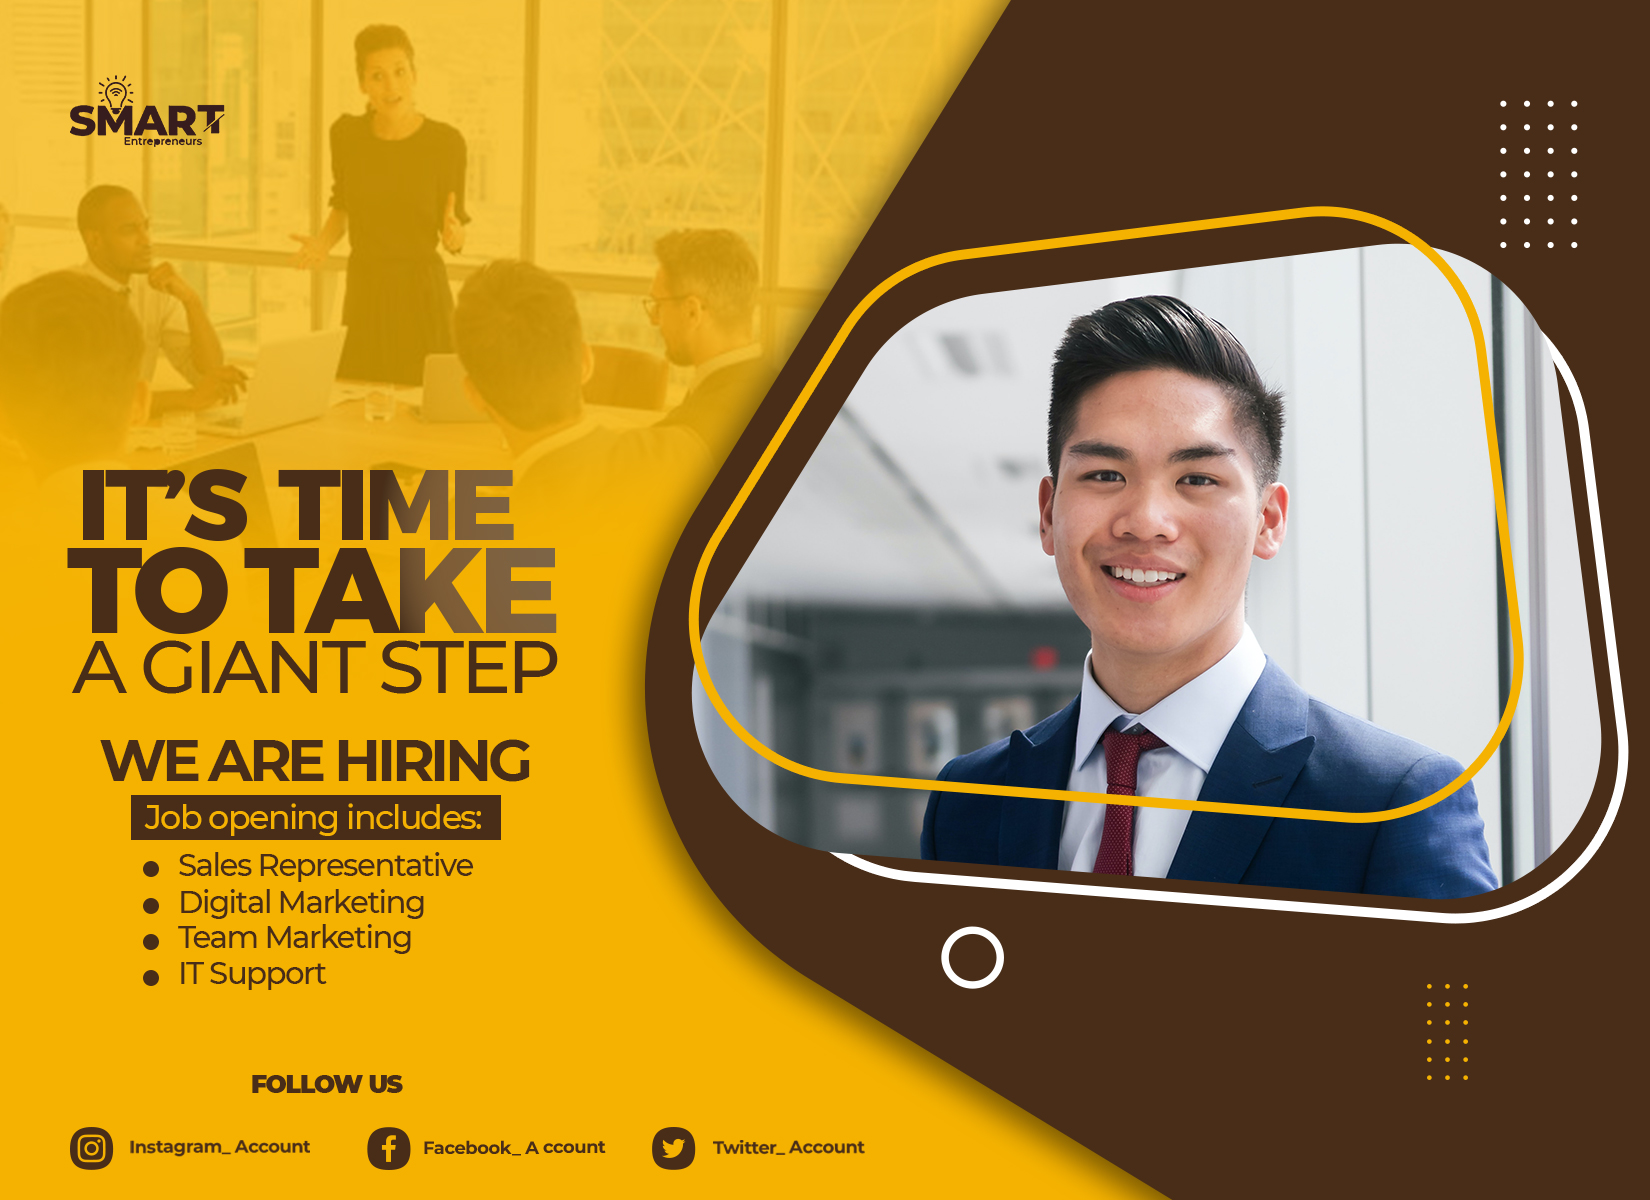 SMART
Entrepreneurs
IT'S TIME
TO TAKE
A GIANT STEP
WE ARE HIRING
Job opening includes:
● Sales Representative
● Digital Marketing
● Team Marketing
● IT Support
FOLLOW US
Instagram_ Account
Facebook_ A ccount
Twitter_ Account